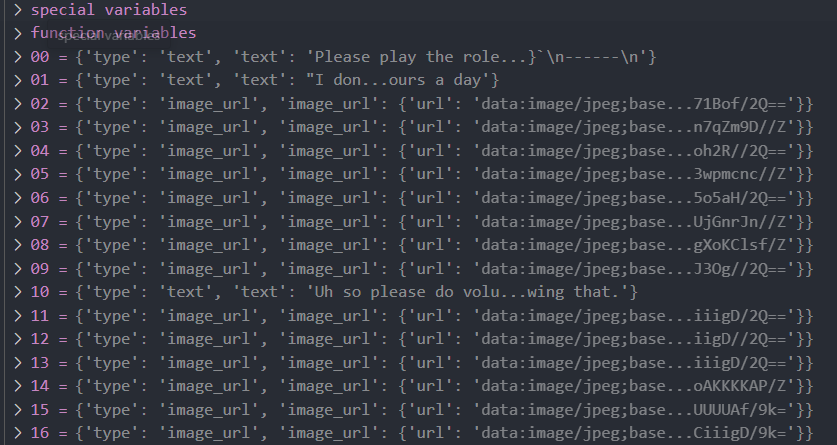 > special variables
> function variables
special variables
> 00 = {'type': 'text', 'text': 'Please play the role...}`\n------\n'}
> 01 = {'type': 'text', 'text': "I don...ours a day'}
> 02 = {'type': 'image_url', 'image_url': {'url': 'data:image/jpeg;base...71Bof/2Q=='}}
> 03 = {'type': 'image_url', 'image_url': {'url': 'data:image/jpeg;base...n7qZm9D//Z'}}
> 04 = {'type': 'image_url', 'image_url': {'url': 'data:image/jpeg;base...oh2R//2Q=='}}
> 05 = {'type': 'image_url', 'image_url': {'url': 'data:image/jpeg;base...3wpmcnc//Z'}}
> 06 = {'type': 'image_url', 'image_url': {'url': 'data:image/jpeg;base...5o5aH/2Q=='}}
> 07 = {'type': 'image_url', 'image_url': {'url': 'data:image/jpeg;base...UjGnrJn//Z'}}
> 08 = {'type': 'image_url', 'image_url': {'url': 'data:image/jpeg;base...gXoKClsf/Z'}}
> 09 = {'type': 'image_url', 'image_url': {'url': 'data:image/jpeg;base...J3Og//2Q=='}}
> 10 = {'type': 'text', 'text': 'Uh so please do volu...wing that.'}
> 11 = {'type': 'image_url', 'image_url': {'url': 'data:image/jpeg;base...iiigD/2Q=='}}
> 12 = {'type': 'image_url', 'image_url': {'url': 'data:image/jpeg;base...iigD//2Q=='}}
> 13 = {'type': 'image_url', 'image_url': {'url': 'data:image/jpeg;base...iiigD/2Q=='}}
> 14 = {'type': 'image_url', 'image_url': {'url': 'data:image/jpeg;base...oAKKKKAP/Z'}}
> 15 = {'type': 'image_url', 'image_url': {'url': 'data:image/jpeg;base...UUUUAf/9k='}}
> 16 = {'type': 'image_url', 'image_url': {'url': 'data:image/jpeg;base...CiiigD/9k='}}